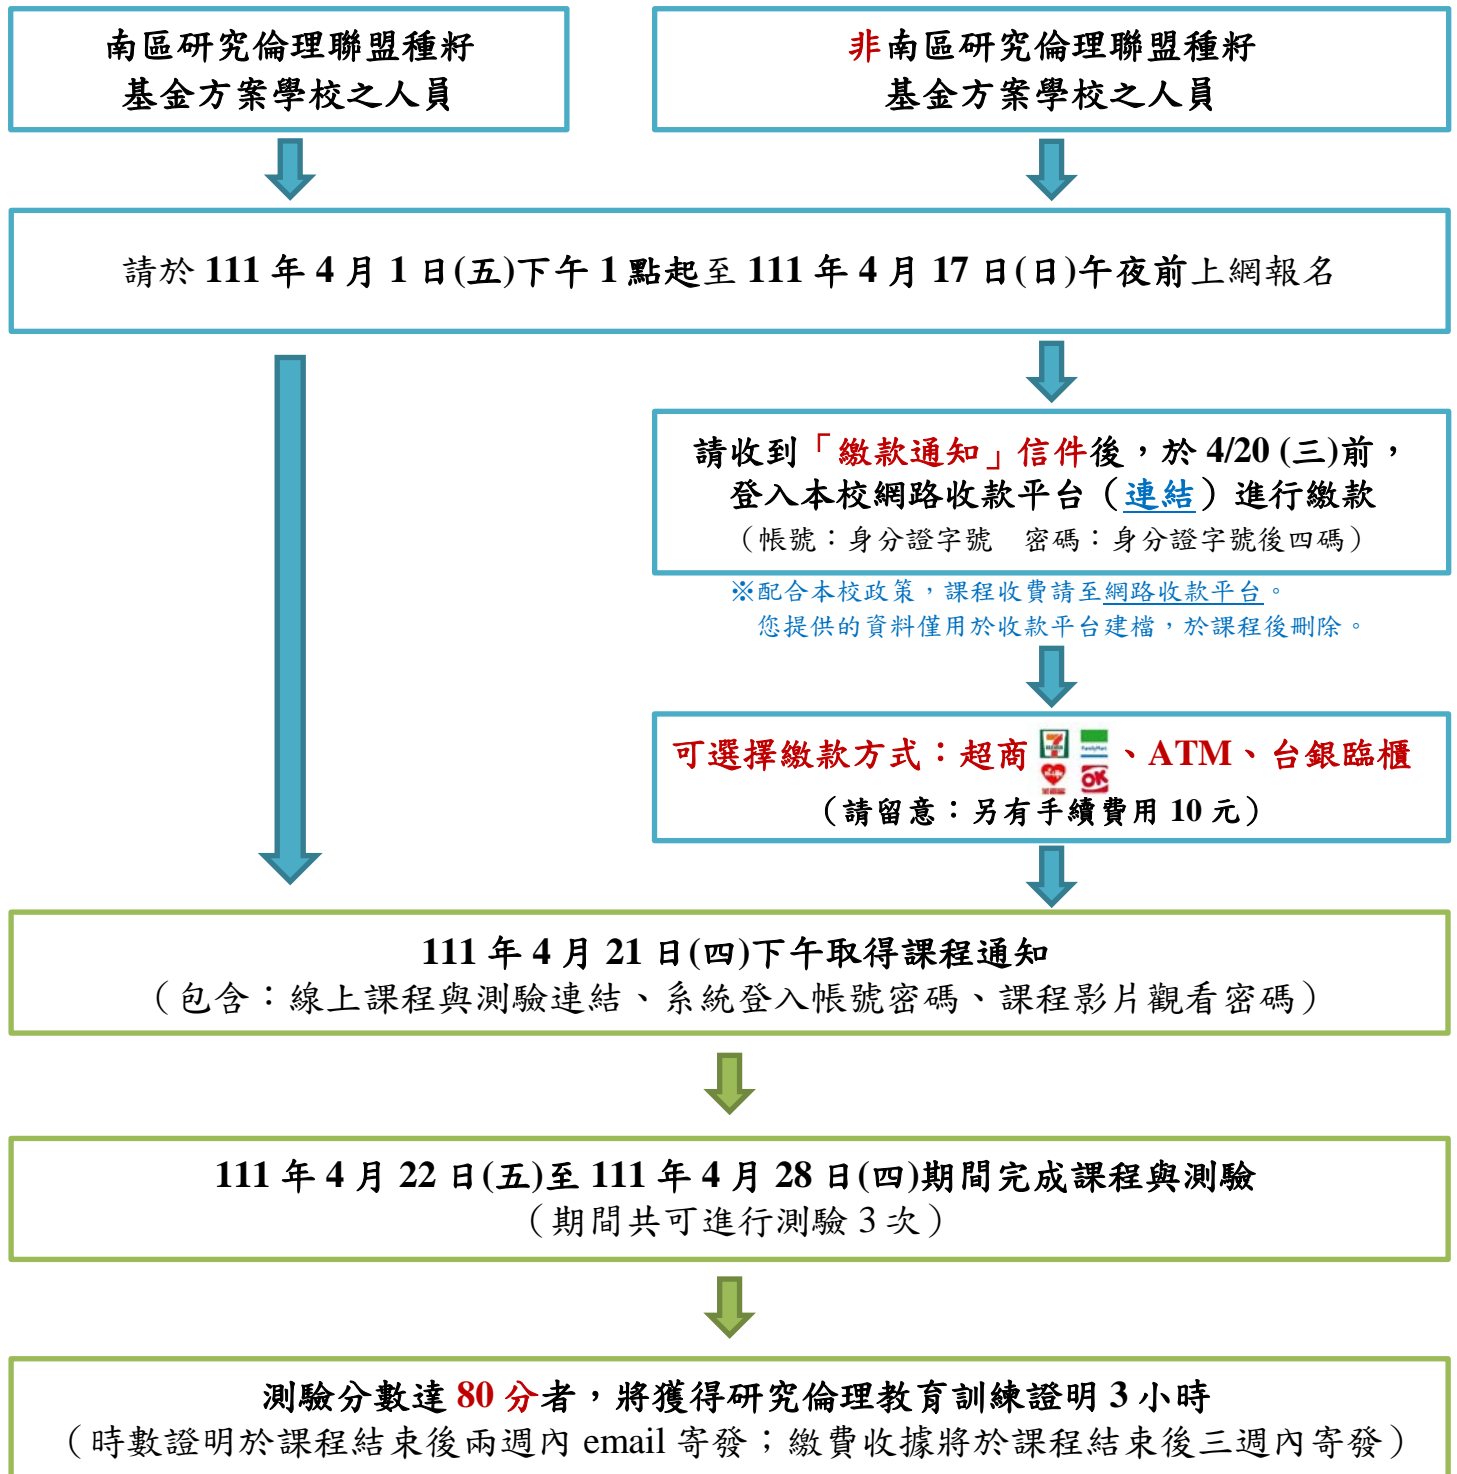 南區研究倫理聯盟種籽
基金方案學校之人員
非南區研究倫理聯盟種籽
基金方案學校之人員
請於 111 年 4 月 1 日(五)下午 1 點起至 111 年 4 月 17 日(日)午夜前上網報名
請收到「繳款通知」信件後，於 4/20 (三)前，
登入本校網路收款平台（連結）進行繳款
（帳號：身分證字號　密碼：身分證字號後四碼）
※配合本校政策，課程收費請至網路收款平台。
您提供的資料僅用於收款平台建檔，於課程後刪除。
可選擇繳款方式：超商 、ATM、台銀臨櫃
7 FamilyMart
OK
（請留意：另有手續費用 10 元）
111 年 4 月 21 日(四)下午取得課程通知
（包含：線上課程與測驗連結、系統登入帳號密碼、課程影片觀看密碼）
111 年 4 月 22 日(五)至 111 年 4 月 28 日(四)期間完成課程與測驗
（期間共可進行測驗 3 次）
測驗分數達 80 分者，將獲得研究倫理教育訓練證明 3 小時
（時數證明於課程結束後兩週內 email 寄發；繳費收據將於課程結束後三週內寄發）